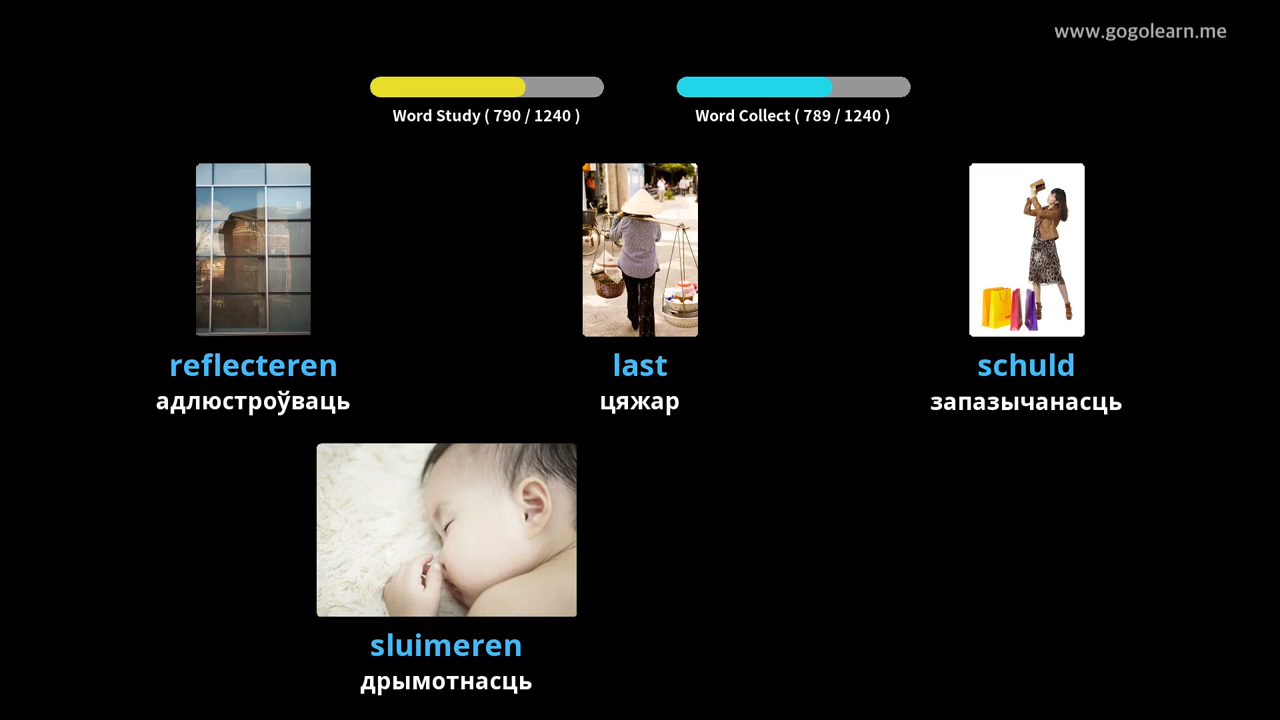 www.gogolearn.me
Word Study ( 790 / 1240 )
Word Collect ( 789 / 1240 )
reflecteren
адлюстроўваць
last
цяжар
schuld
запазычанасць
sluimeren
дрымотнасць